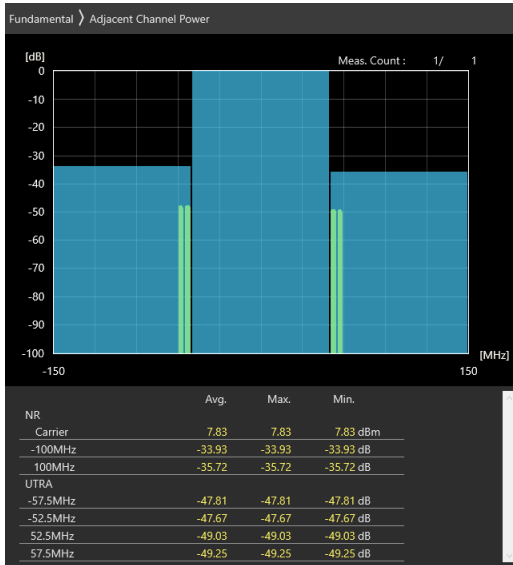 Fundamental 〉 Adjacent Channel Power
[dB]
Meas. Count : 1/ 1
0
-10
-20
-30
-40
-50
-60
-70
-80
-90
-100
[MHz]
-150 150
Avg. Max. Min.
NR
Carrier 7.83 7.83 7.83 dBm
-100MHz -33.93 -33.93 -33.93 dB
100MHz -35.72 -35.72 -35.72 dB
UTRA
-57.5MHz -47.81 -47.81 -47.81 dB
-52.5MHz -47.67 -47.67 -47.67 dB
52.5MHz -49.03 -49.03 -49.03 dB
57.5MHz -49.25 -49.25 -49.25 dB